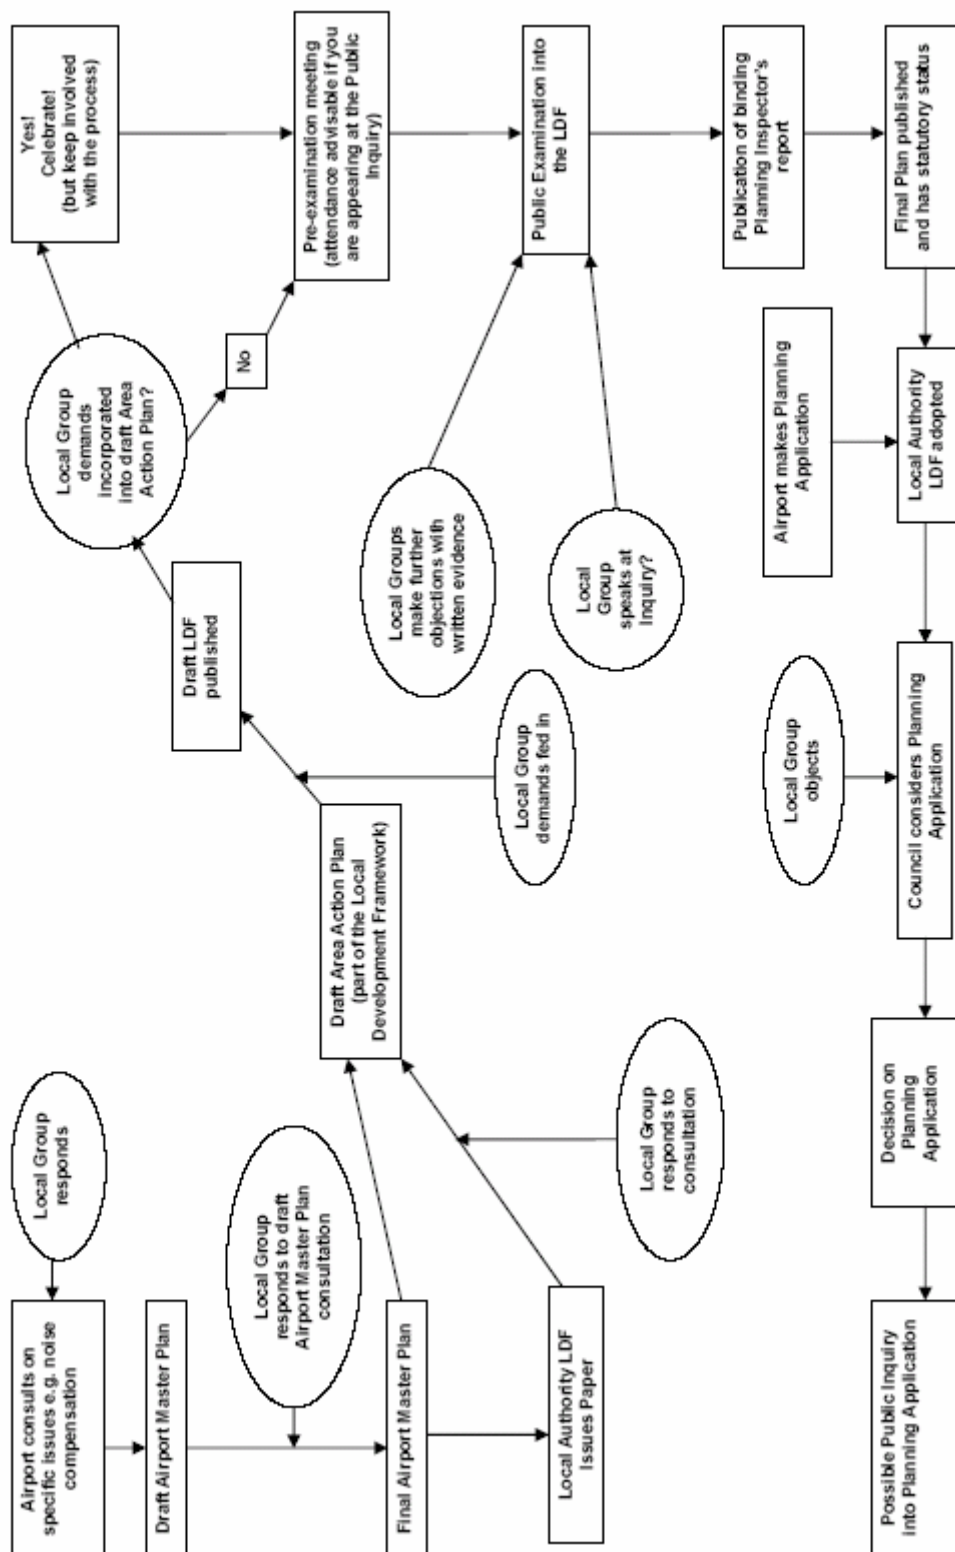 Airport consults on
specific issues e.g. noise
compensation
Local Group
responds
Draft Airport Master Plan
Local Group
responds to draft
Airport Master Plan
consultation
Final Airport Master Plan
Local Authority LDF
Issues Paper
Local Group
responds to
consultation
Draft Area Action Plan
(part of the Local
Development Framework)
Local Group
demands fed in
Draft LDF
published
Local Group
demands
incorporated
into draft Area
Action Plan?
Yes!
Celebrate!
(but keep involved
with the process)
No
Pre-examination meeting
(attendance advisable if you
are appearing at the Public
Inquiry)
Local Groups
make further
objections with
written evidence
Local
Group
speaks at
Inquiry?
Public Examination into
the LDF
Publication of binding
Planning Inspector's
report
Final Plan published
and has statutory status
Airport makes Planning
Application
Local Authority
LDF adopted
Local Group
objects
Council considers Planning
Application
Decision on
Planning
Application
Possible Public Inquiry
into Planning Application